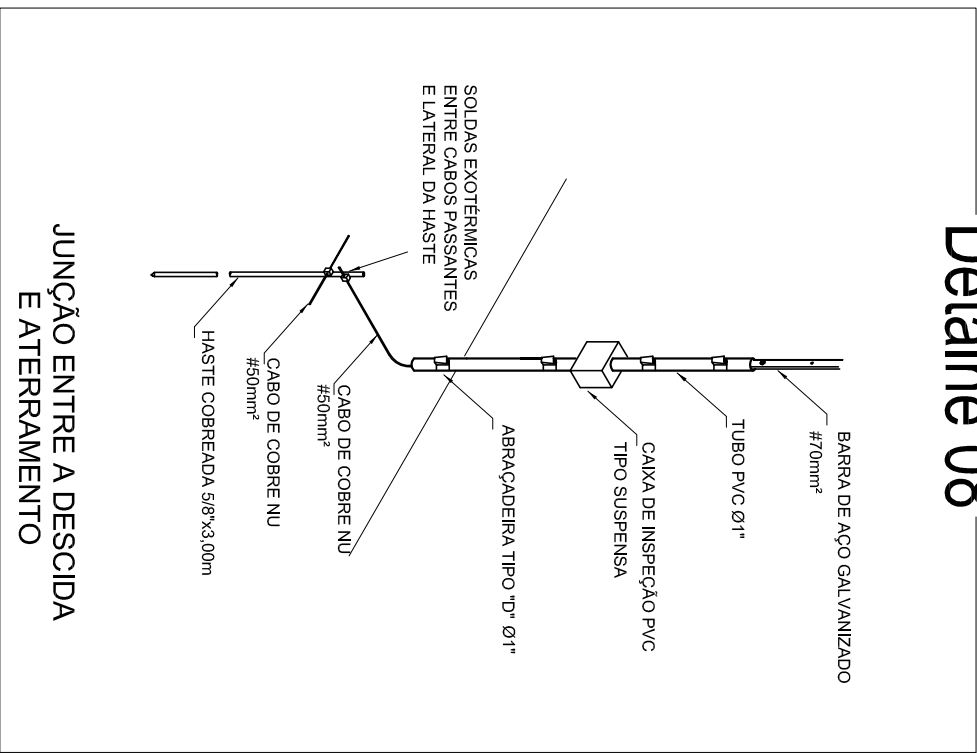 Detalhe 08
BARRA DE AÇO GALVANIZADO
#70mm²
TUBO PVC Ø1"
CAIXA DE INSPEÇÃO PVC
TIPO SUSPENSA
ABRAÇADEIRA TIPO "D" Ø1"
SOLDAS EXOTÉRMICAS
ENTRE CABOS PASSANTES
E LATERAL DA HASTE
CABO DE COBRE NU
#50mm²
CABO DE COBRE NU
#50mm²
HASTE COBREADA 5/8"x3,00m
JUNÇÃO ENTRE A DESCIDA
E ATERRAMENTO